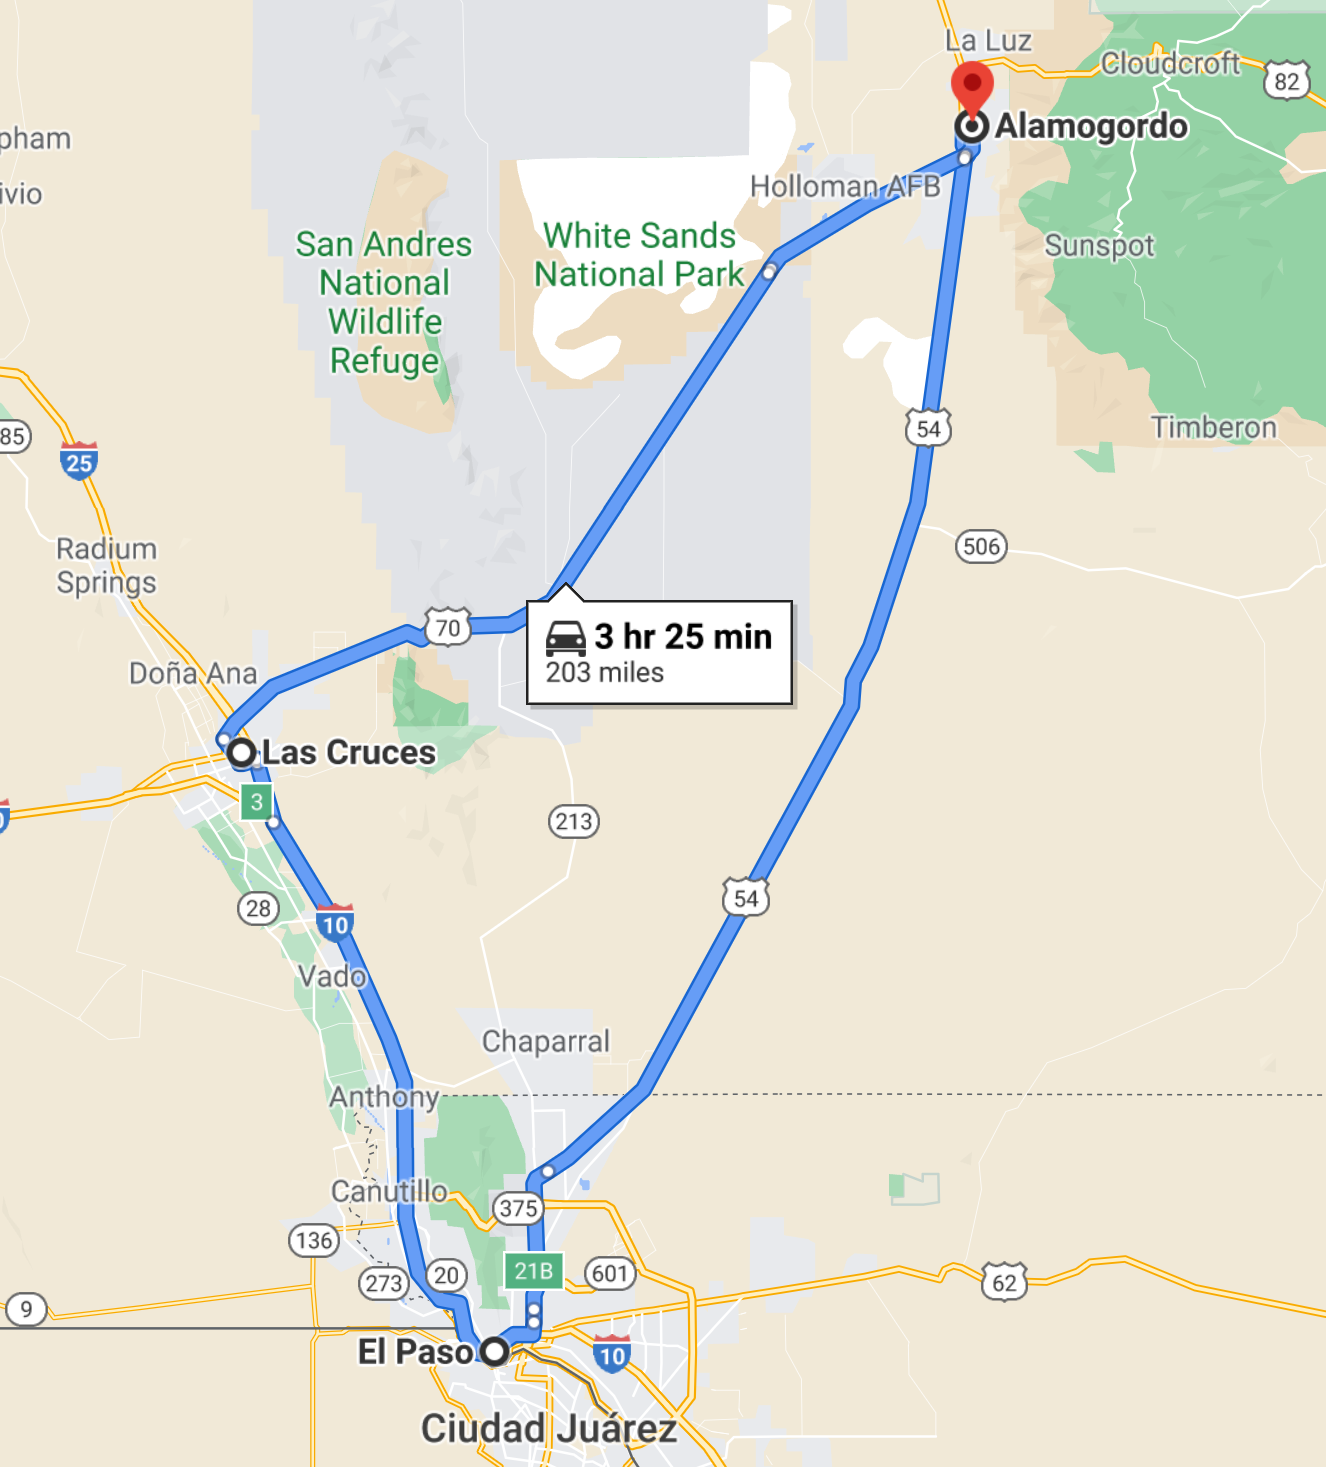 La Luz
Cloudcroft
82
Alamogordo
pham
ivio
Holloman AFB
San Andres
National
Wildlife
Refuge
White Sands
National Park
Sunspot
85
25
54
Timberon
506
Radium
Springs
70
3 hr 25 min
203 miles
Doña Ana
Las Cruces
3
213
28
10
54
Vado
Chaparral
Anthony
Canutillo
375
136
273
20
21B
601
62
9
El Paso
10
Ciudad Juárez